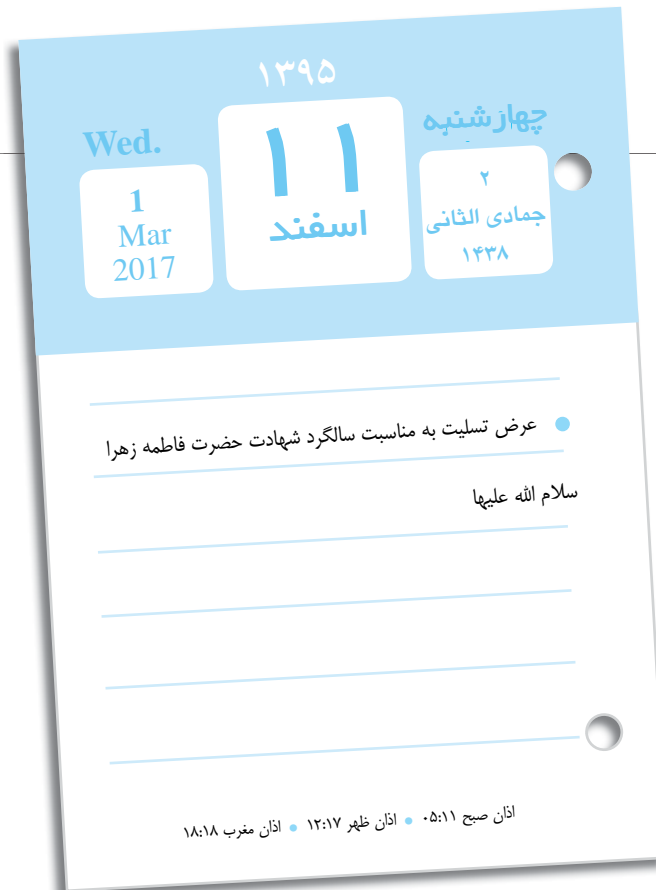 ۱۳۹۵
چهارشنبه
۲
جمادی الثانی
۱۴۳۸
۱۱
اسفند
Wed.
1
Mar
2017
عرض تسلیت به مناسبت سالگرد شهادت حضرت فاطمه زهرا
سلام الله علیها
اذان صبح ۰۵:۱۱ • اذان ظهر ۱۲:۱۷ • اذان مغرب ۱۸:۱۸